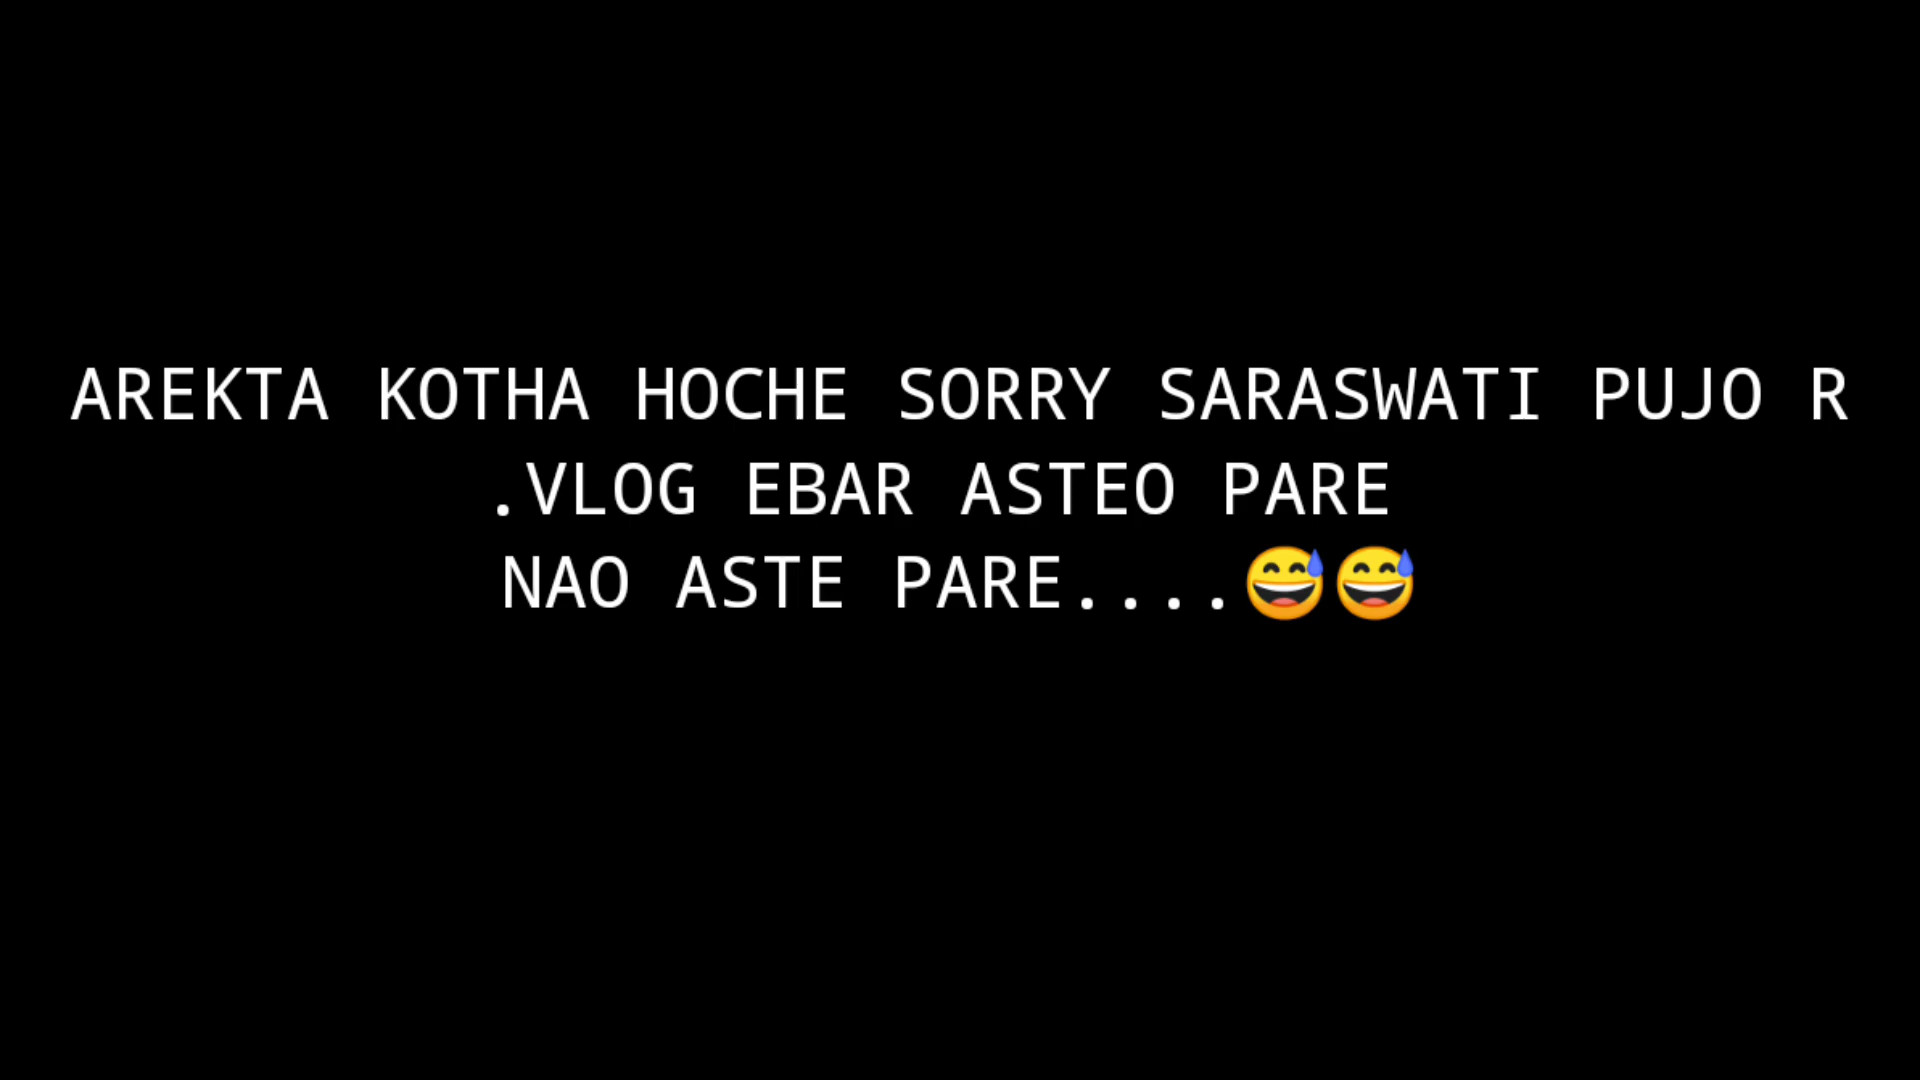 AREKTA KOTHA HOCHE SORRY SARASWATI PUJO R
.VLOG EBAR ASTEO PARE
NAO ASTE PARE....😅😅